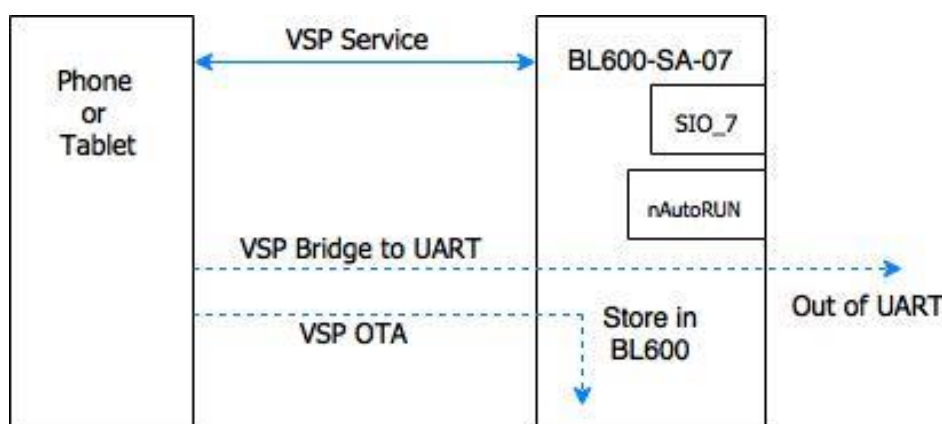 VSP Service
Phone
or
Tablet
BL600-SA-07
SIO_7
nAutoRUN
VSP Bridge to UART
Out of UART
VSP OTA
Store in
BL600